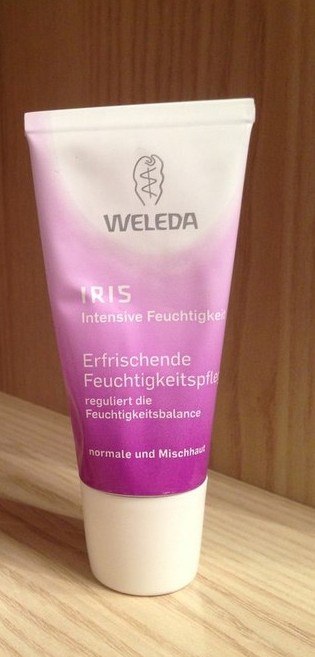 WELEDA
IRIS
Intensive Feuchtigkei
Erfrischende
Feuchtigkeitspfle
reguliert die
Feuchtigkeitsbalance
normale und Mischhaut